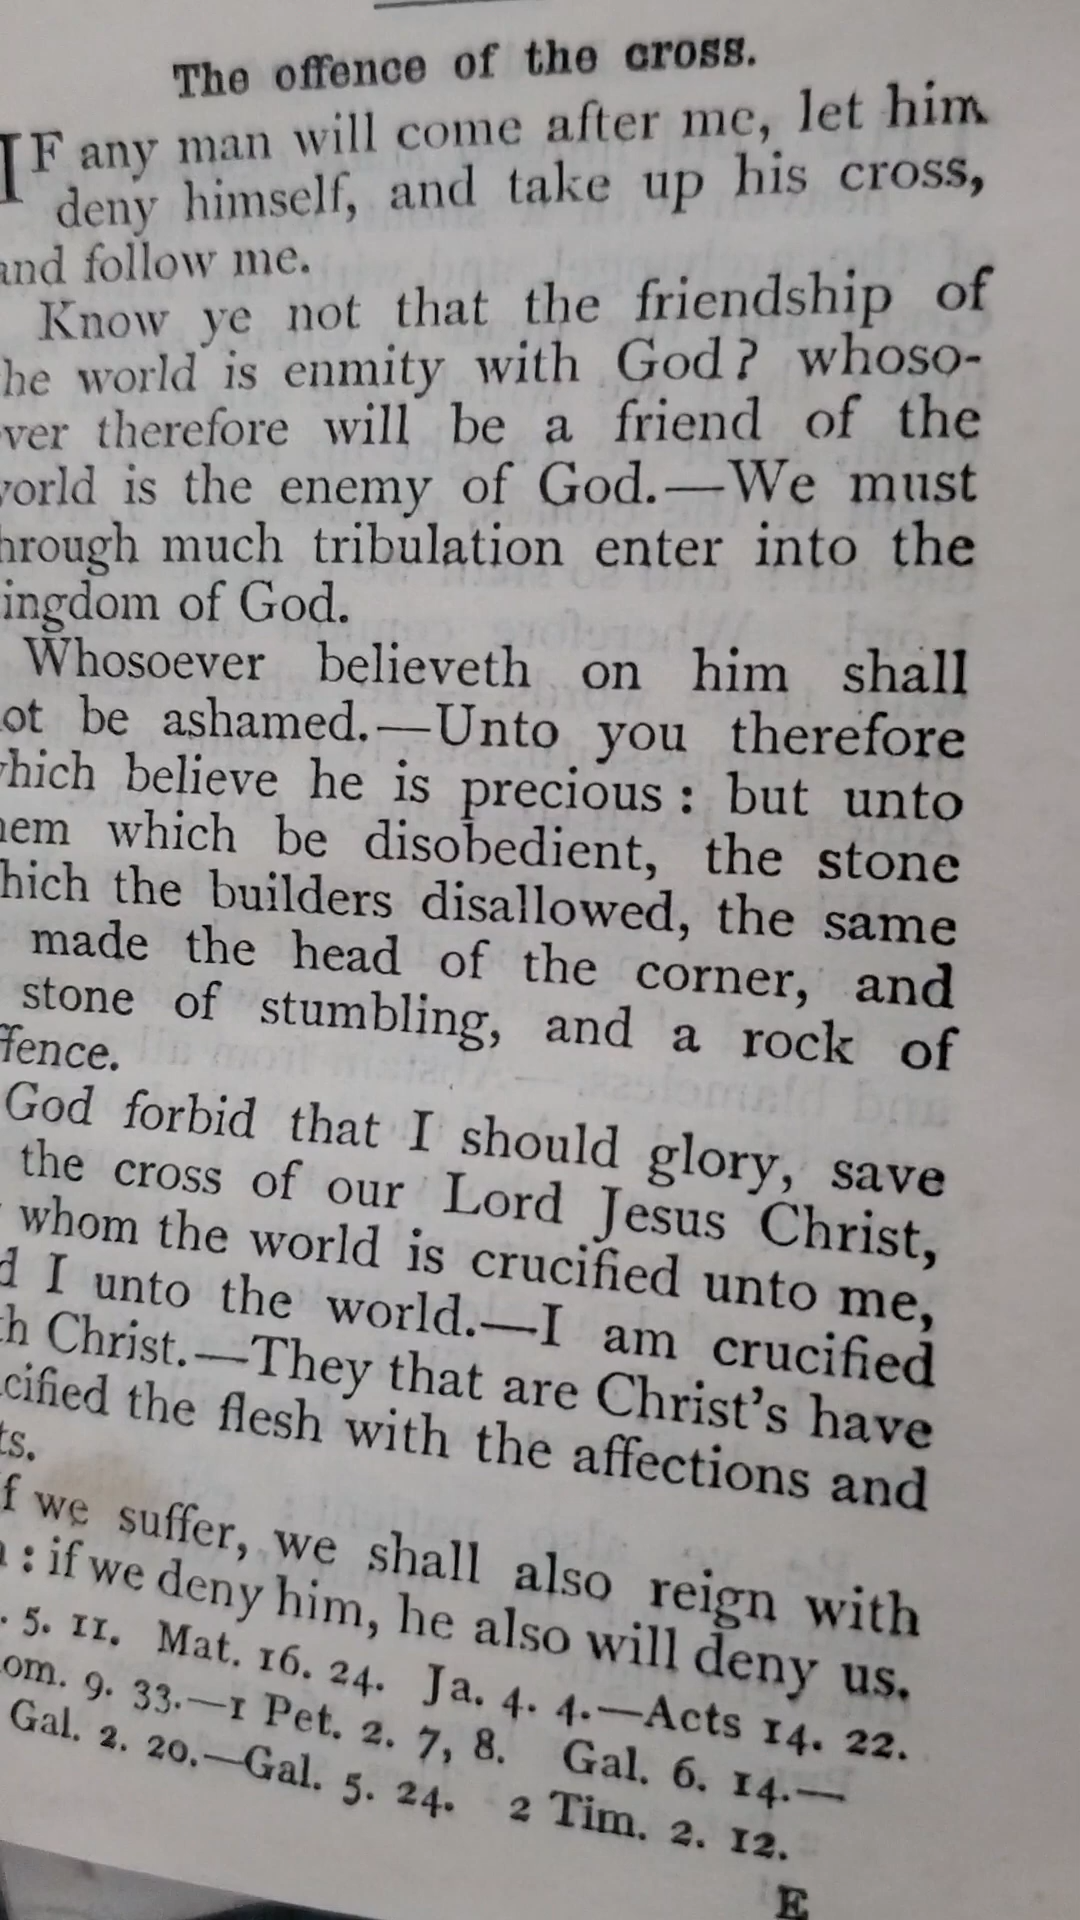 The offence of the cross.
IF any man will come after me, let him
deny himself, and take up his cross,
and follow me.
Know ye not that the friendship of
he world is enmity with God? whoso-
ver therefore will be a friend of the
orld is the enemy of God.—We must
hrough much tribulation enter into the
ingdom of God.
Whosoever believeth on him shall
ot be ashamed.—Unto you therefore
hich believe he is precious: but unto
em which be disobedient, the stone
hich the builders disallowed, the same
made the head of the corner, and
stone of stumbling, and a rock of
fence.
God forbid that I should glory, save
the cross of our Lord Jesus Christ,
whom the world is crucified unto me,
d I unto the world.—I am crucified
h Christ.—They that are Christ's have
cified the flesh with the affections and
ts.
f we suffer, we shall also reign with
: if we deny him, he also will deny us.
. 5. 11. Mat. 16. 24. Ja. 4. 4.—Acts 14. 22.
om. 9. 33.—1 Pet. 2. 7, 8. Gal. 6. 14.—
Gal. 2. 20.—Gal. 5. 24. 2 Tim. 2. 12.
E